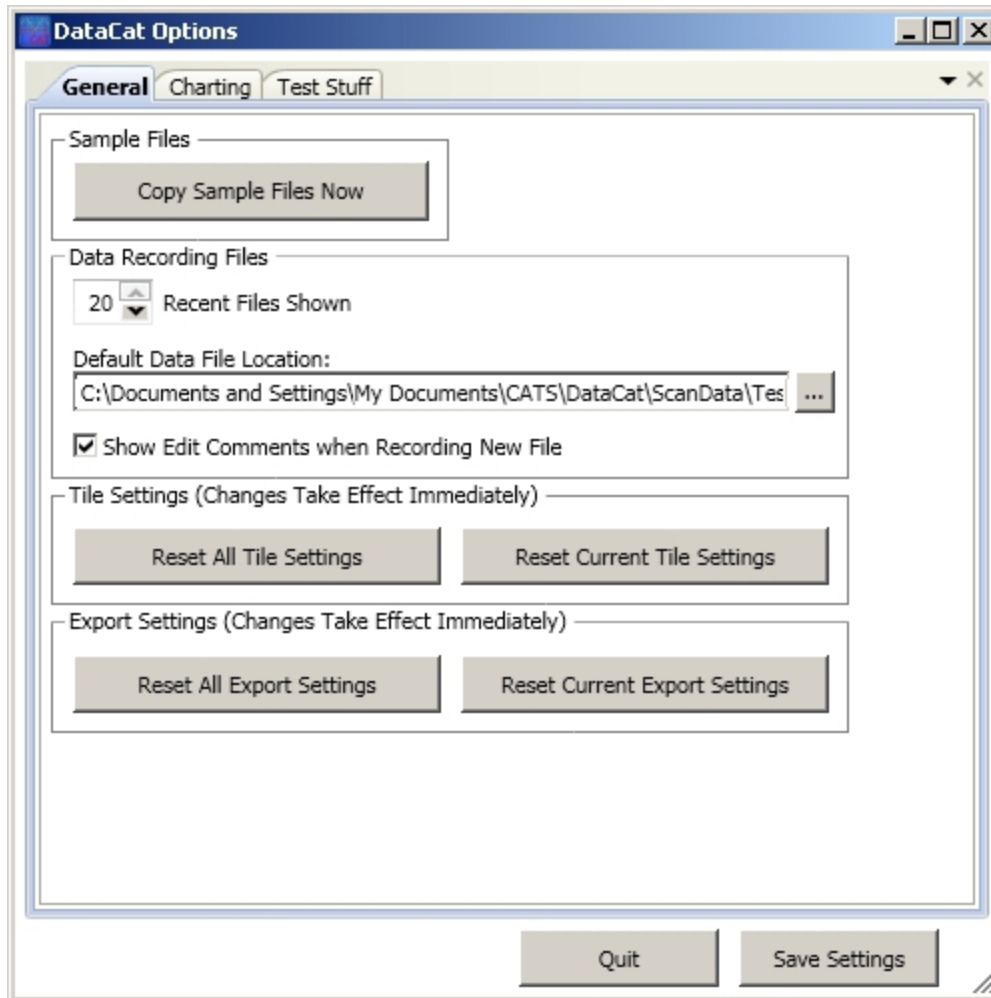 DataCat Options
General Charting Test Stuff
Sample Files
Copy Sample Files Now
Data Recording Files
20 Recent Files Shown
Default Data File Location:
C:\Documents and Settings\My Documents\CATS\DataCat\ScanData\Tes ...
Show Edit Comments when Recording New File
Tile Settings (Changes Take Effect Immediately)
Reset All Tile Settings Reset Current Tile Settings
Export Settings (Changes Take Effect Immediately)
Reset All Export Settings Reset Current Export Settings
Quit Save Settings